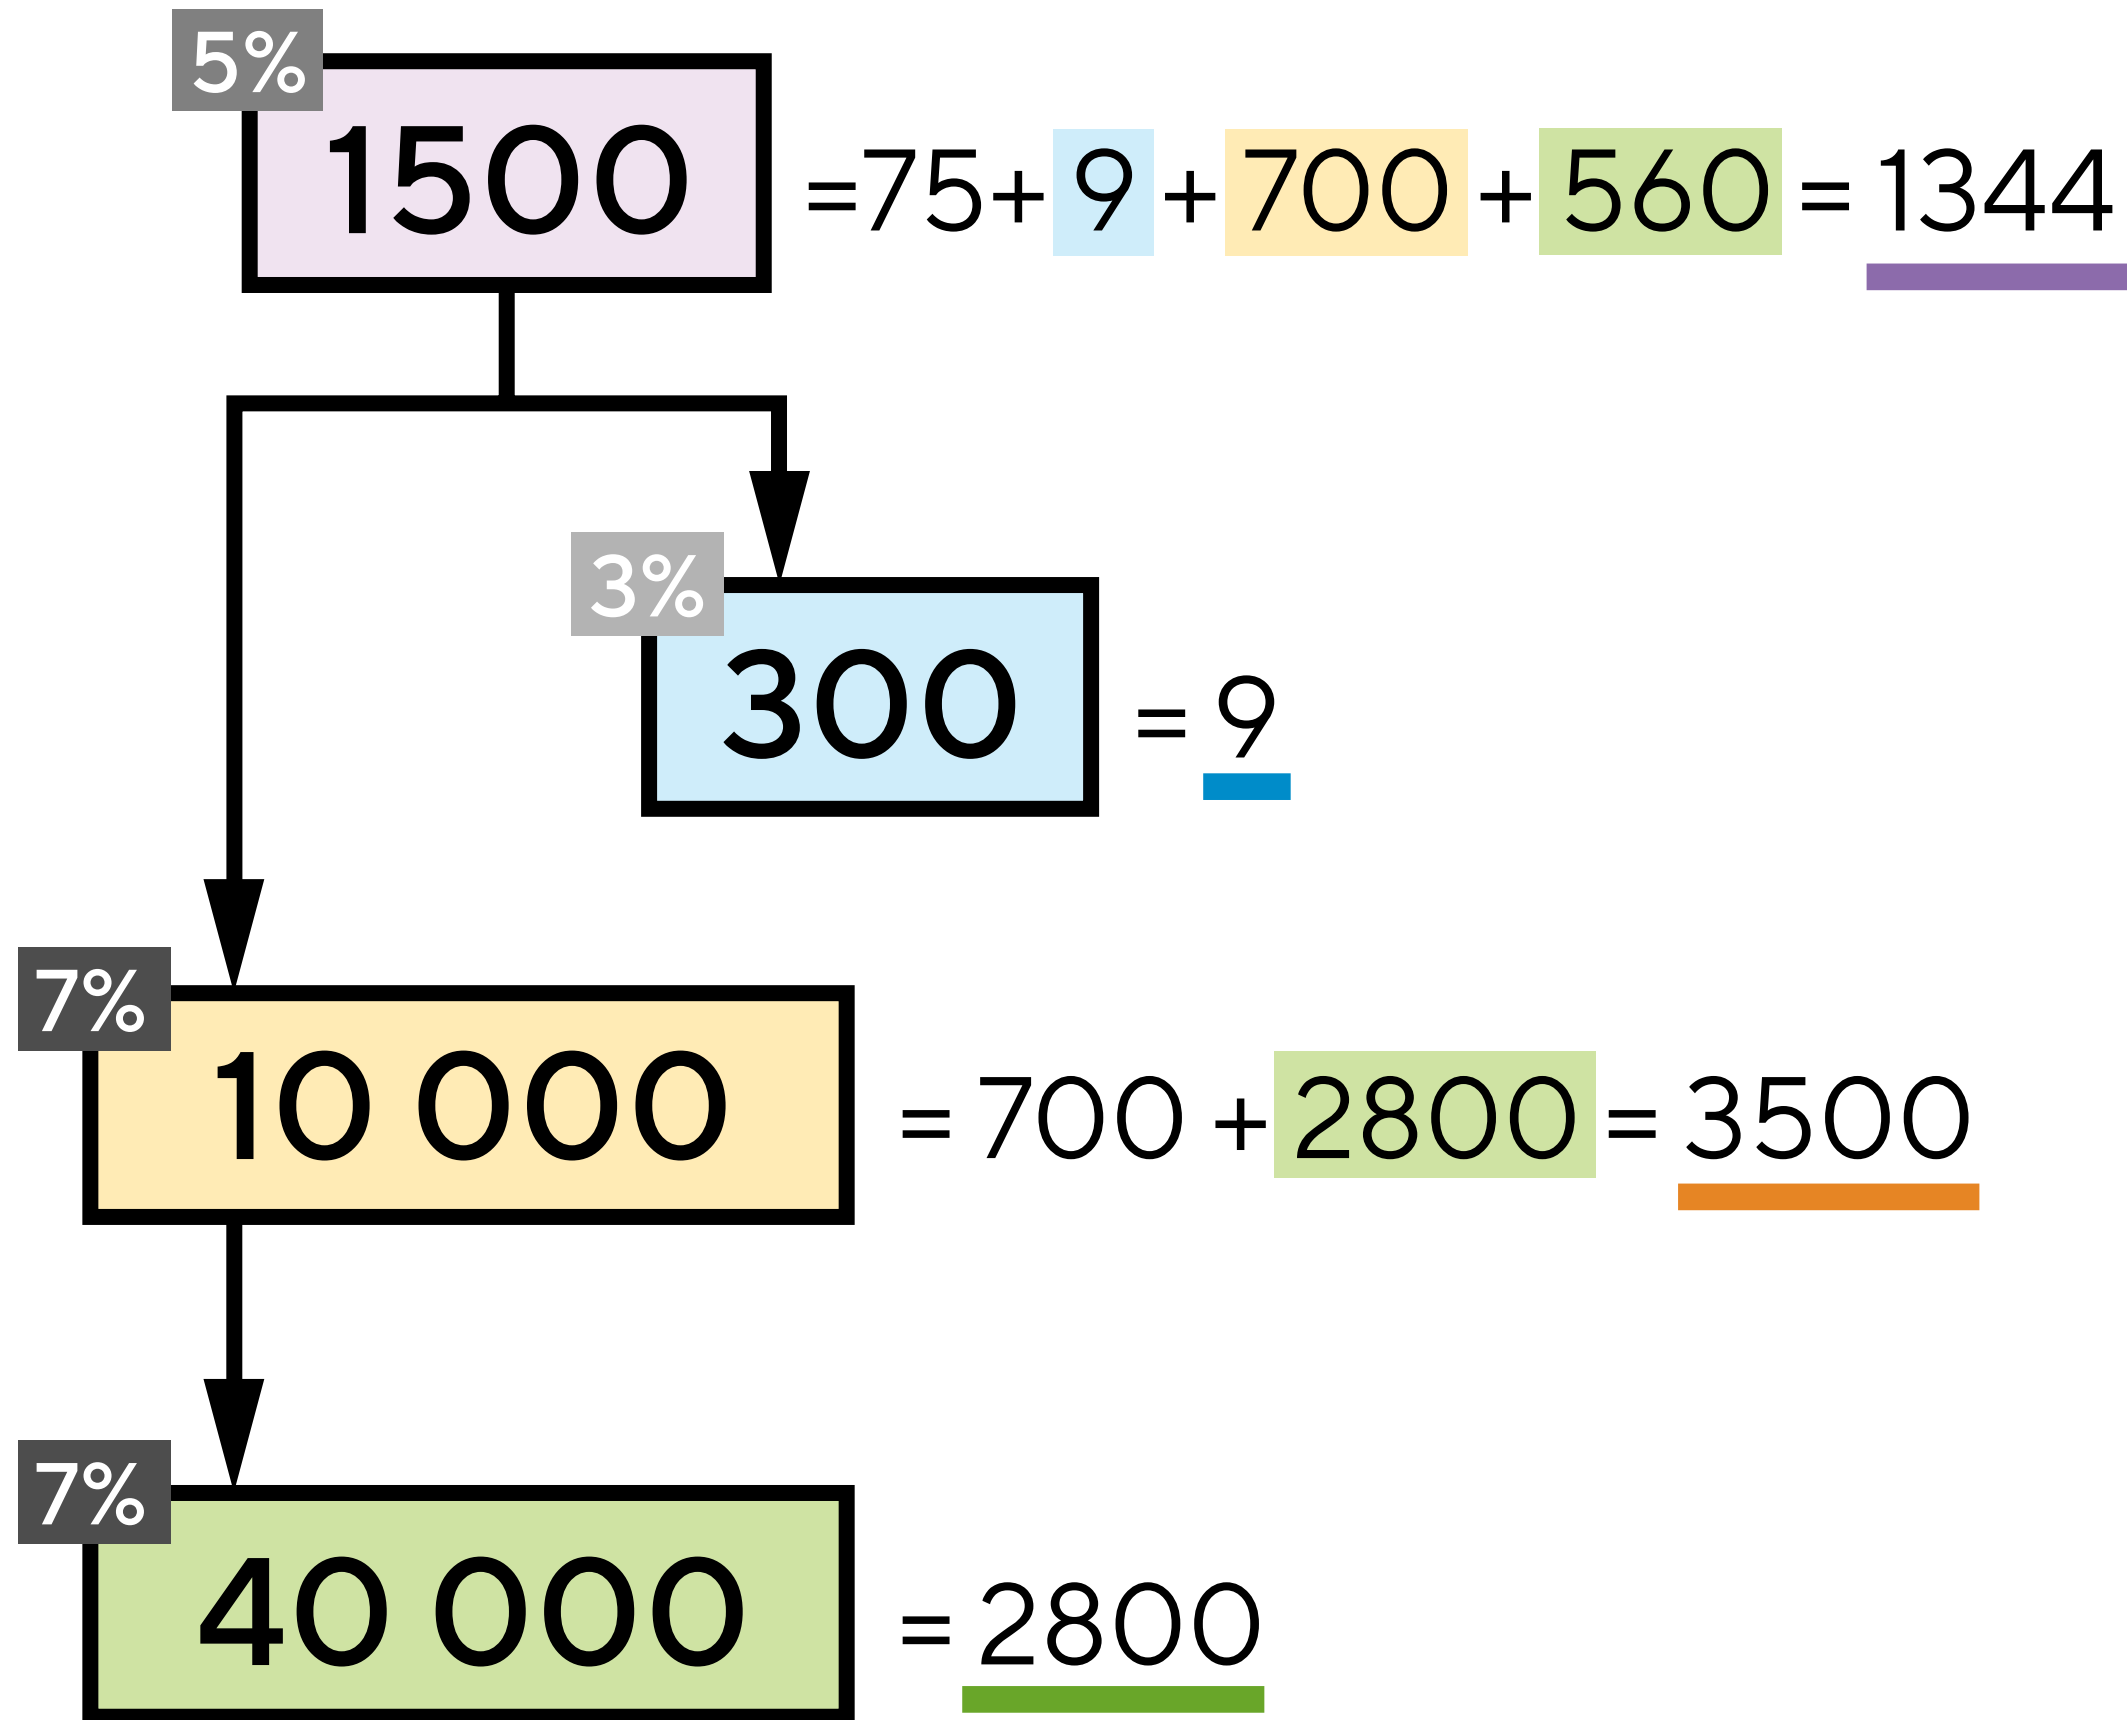 5%
1500 =75+ 9 + 700 + 560 = 1344
3%
300 = 9
7%
10 000 = 700 + 2800 = 3500
7%
40 000 = 2800